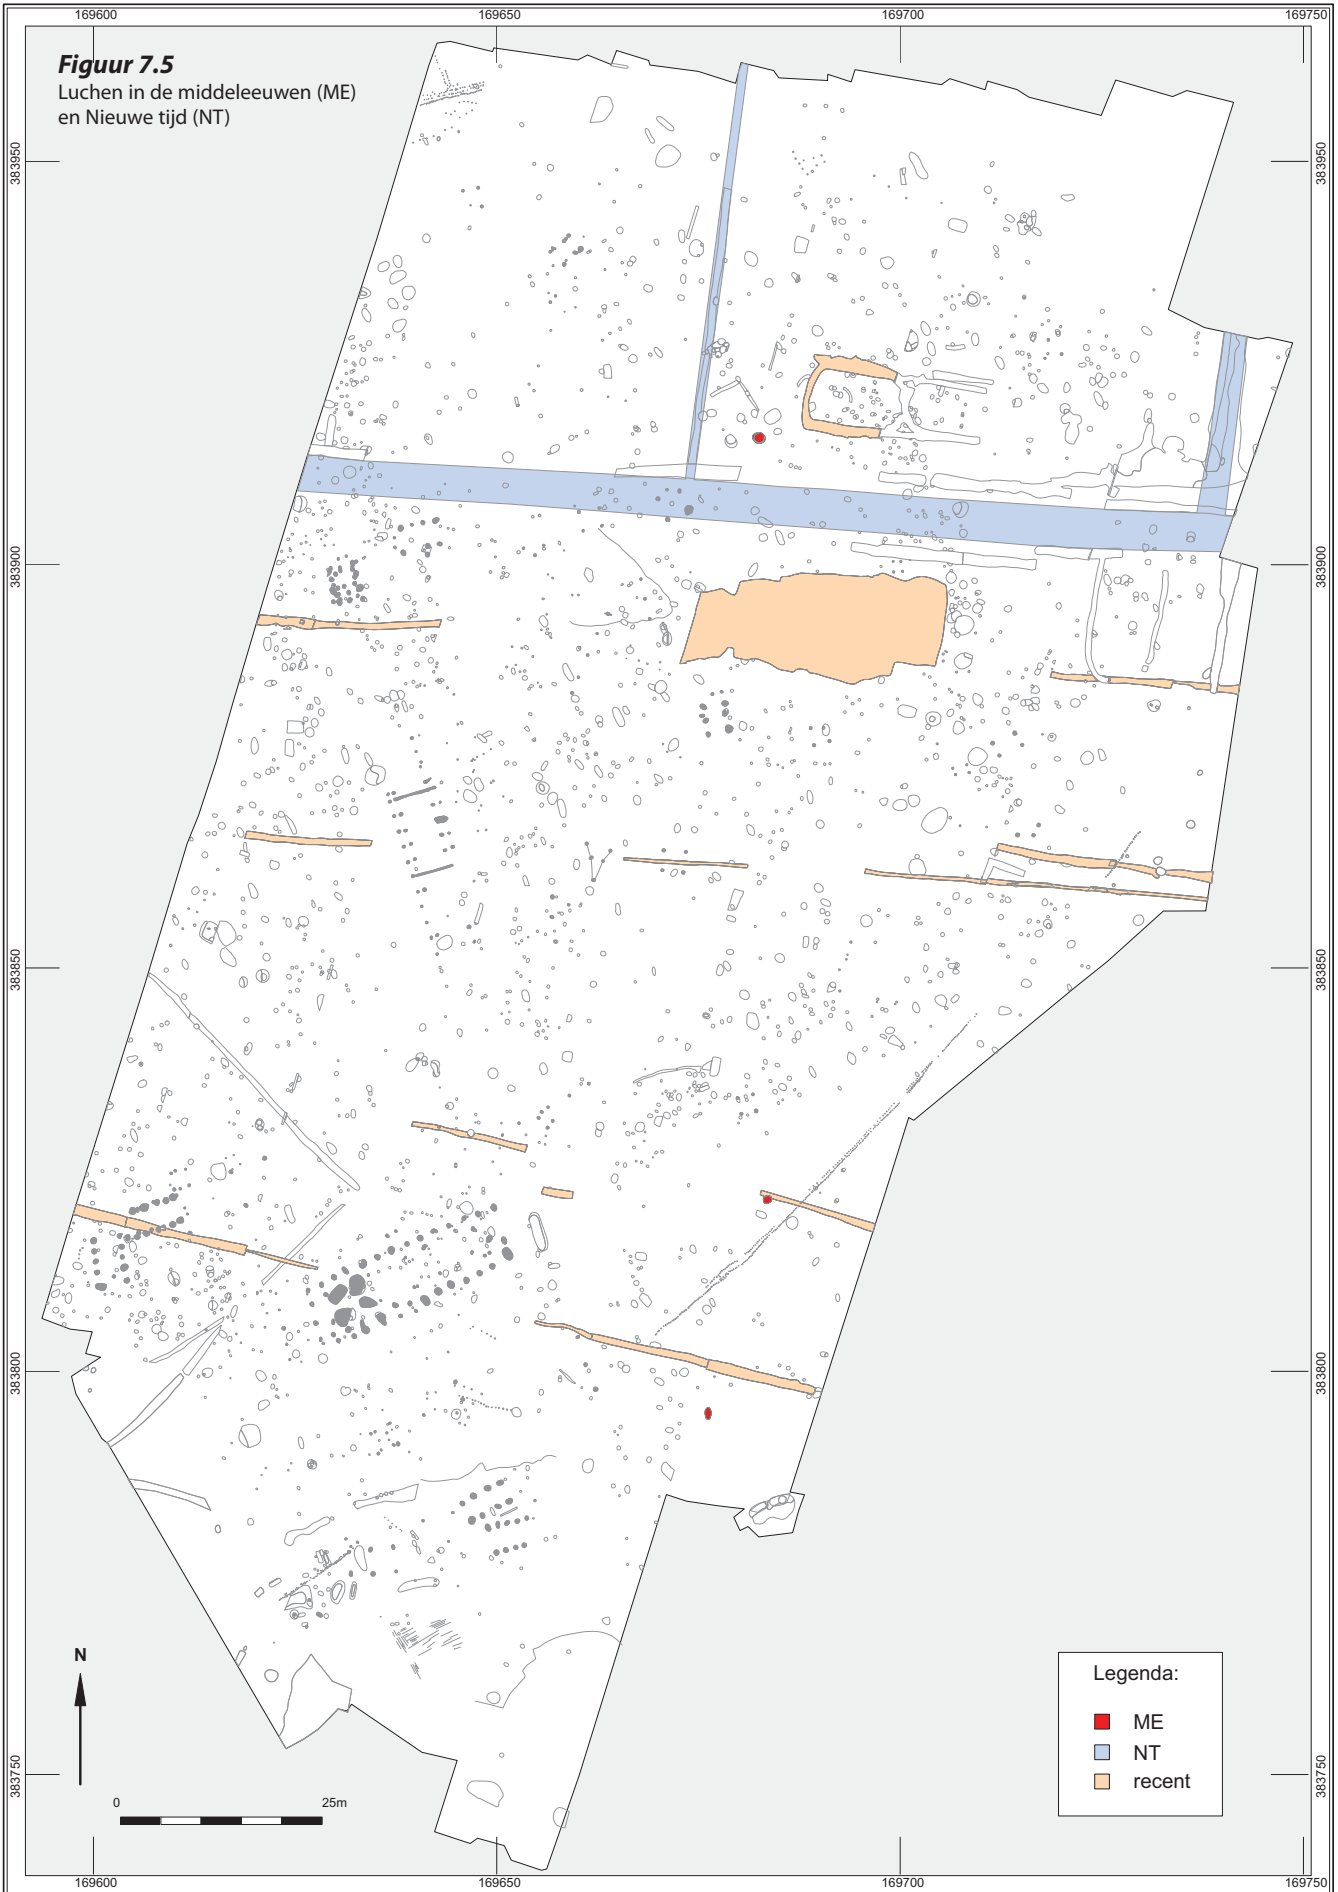 169600 169650 169700 169750
Figuur 7.5
Luchen in de middeleeuwen (ME)
en Nieuwe tijd (NT)
383950 383950
383900 383900
383850 383850
383800 383800
N
Legenda:
ME
NT
recent
383750 383750
0 25m
169600 169650 169700 169750